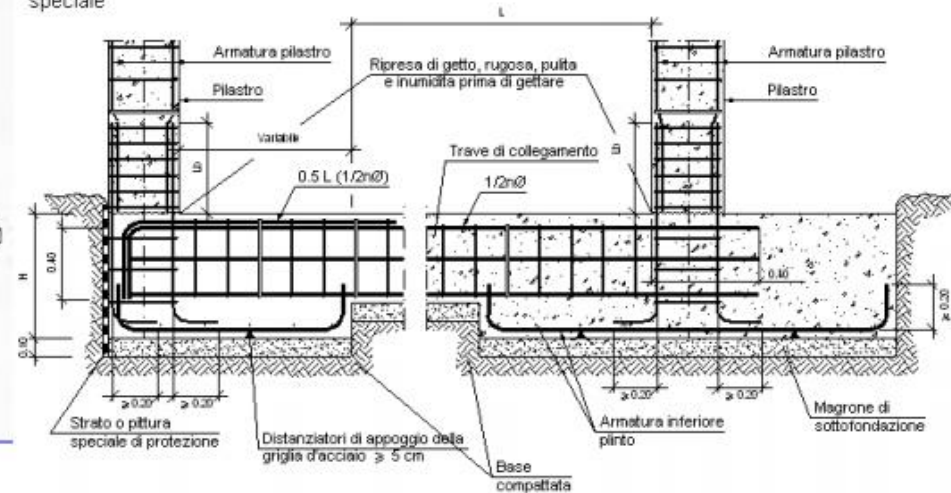 speciale
L
Armatura pilastro
Pilastro
Ripresa di getto, rugosa, pulita
e inumidita prima di gettare
Armatura pilastro
Pilastro
Variabile
Lb
Lb
0.5 L (1/2nØ)
Trave di collegamento
1/2nØ
H
0.40
0.10
0.40
≥ 0.20
≥ 0.20
≥ 0.20
≥ 0.20
≥ 0.20
Strato o pittura
speciale di protezione
Distanziatori di appoggio della
griglia d'acciaio ≥ 5 cm
Base
compattata
Armatura inferiore
plinto
Magrone di
sottofondazione